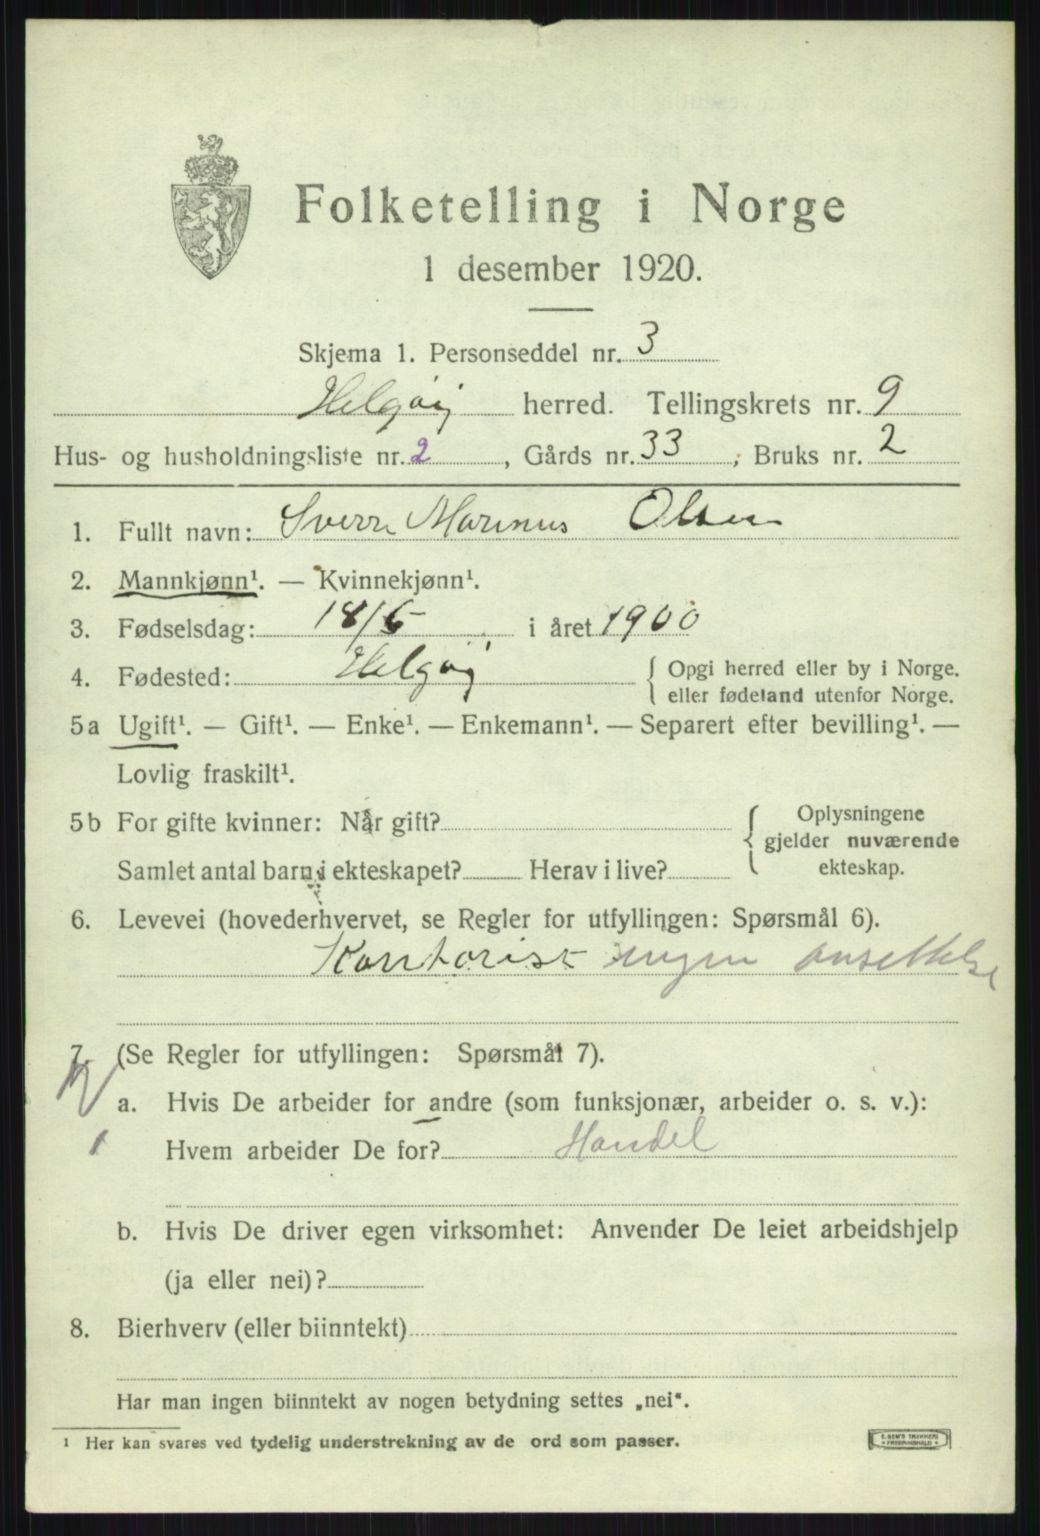 Folketelling i Norge
1 desember 1920.
Skjema 1. Personseddel nr. 3
Helgøy herred. Tellingskrets nr. 9
Hus- og husholdningsliste nr. 2, Gårds nr. 33; Bruks nr. 2
1. Fullt navn: Sverre Marinus Olsen
2. Mannkjønn¹. — Kvinnekjønn¹.
3. Fødselsdag: 18/5 i året 1900
4. Fødested: Helgøy { Opgi herred eller by i Norge.
eller fødeland utenfor Norge.
5a Ugift¹. — Gift¹. — Enke¹. — Enkemann¹. — Separert efter bevilling¹. —
Lovlig fraskilt¹.
5b For gifte kvinner: Når gift? { Oplysningene
gjelder nuværende
ekteskap.
Samlet antal barn i ekteskapet? Herav i live?
6. Levevei (hovederhvervet, se Regler for utfyllingen: Spørsmål 6).
Kontorist ingen ansettelse
7. (Se Regler for utfyllingen: Spørsmål 7).
a. Hvis De arbeider for andre (som funksjonær, arbeider o. s. v.):
Hvem arbeider De for? Handel
b. Hvis De driver egen virksomhet: Anvender De leiet arbeidshjelp
(ja eller nei)?
8. Bierhverv (eller biinntekt)
Har man ingen biinntekt av nogen betydning settes „nei“.
¹ Her kan svares ved tydelig understrekning av de ord som passer.